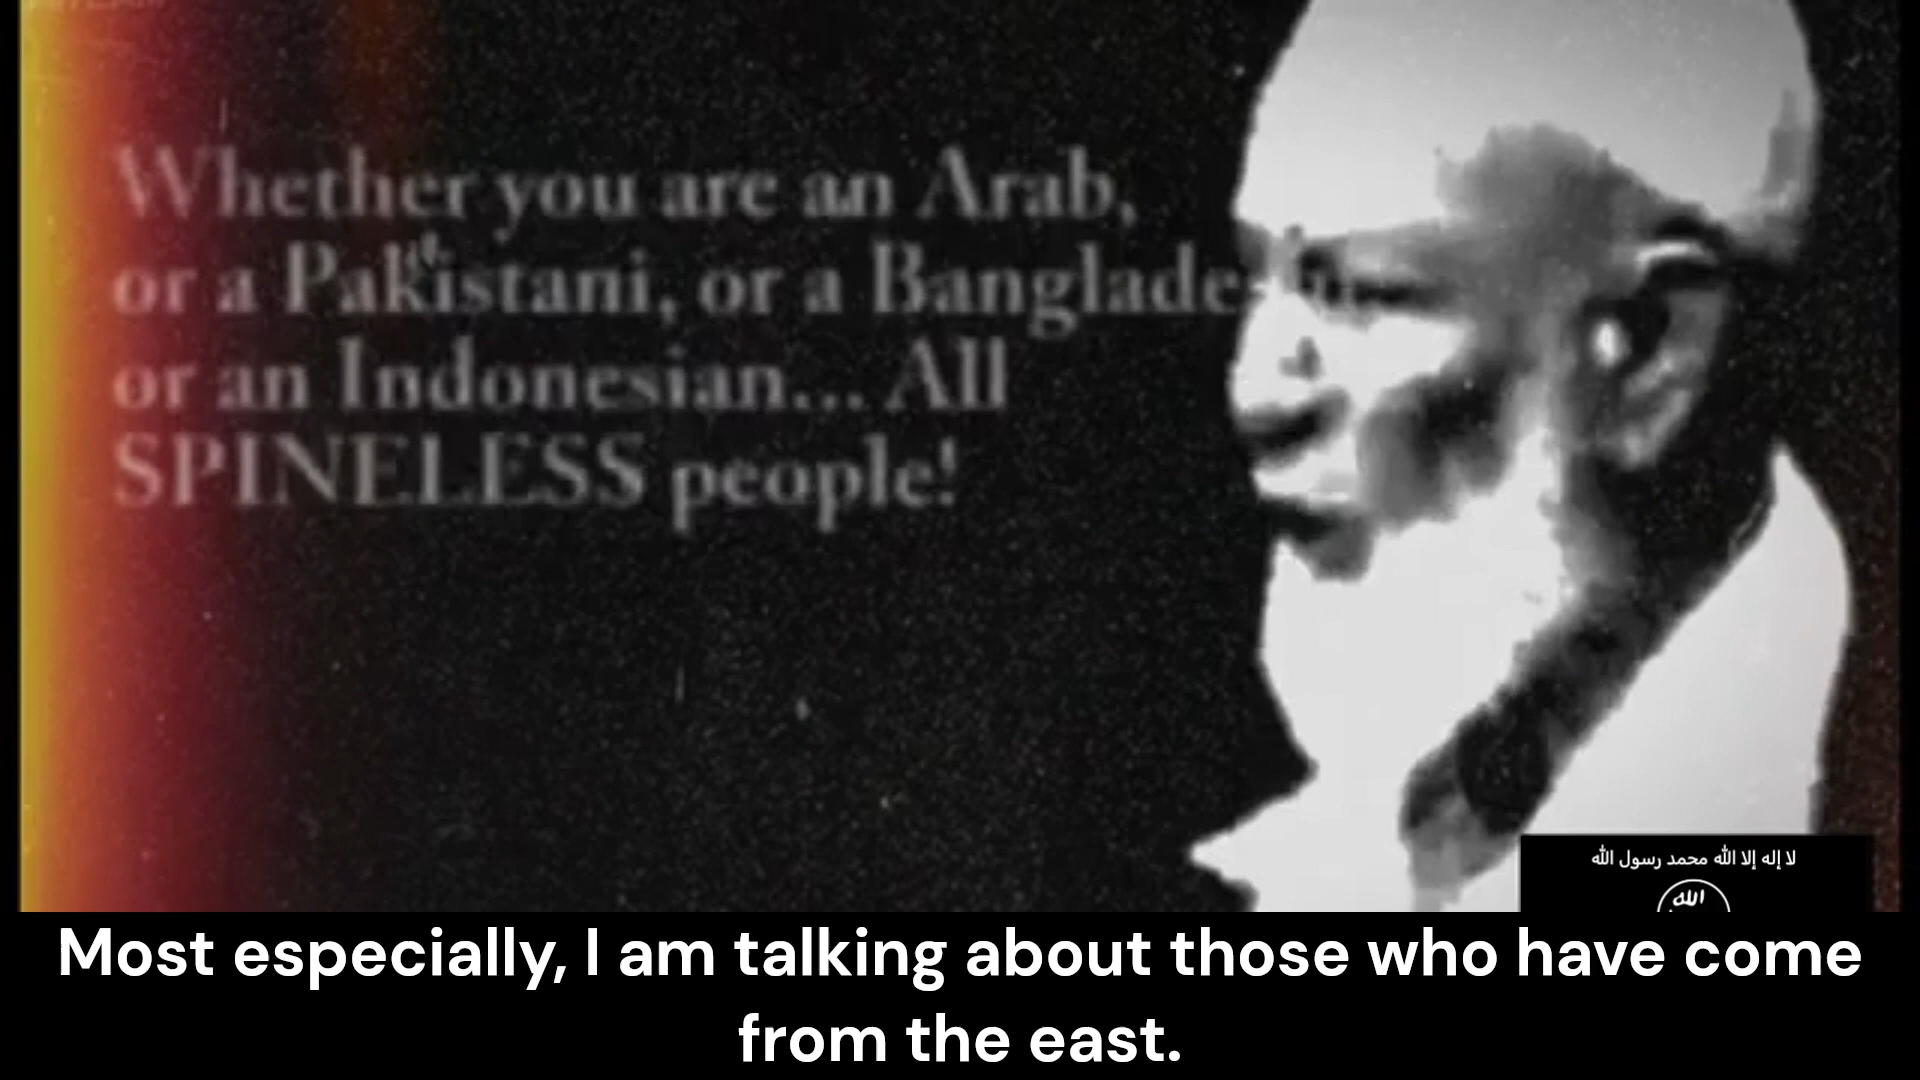 Whether you are an Arab,
or a Pakistani, or a
or an Indonesian... All
SPINELESS people!
لا إله إلا الله محمد رسول الله
الله
Most especially, I am talking about those who have come
from the east.